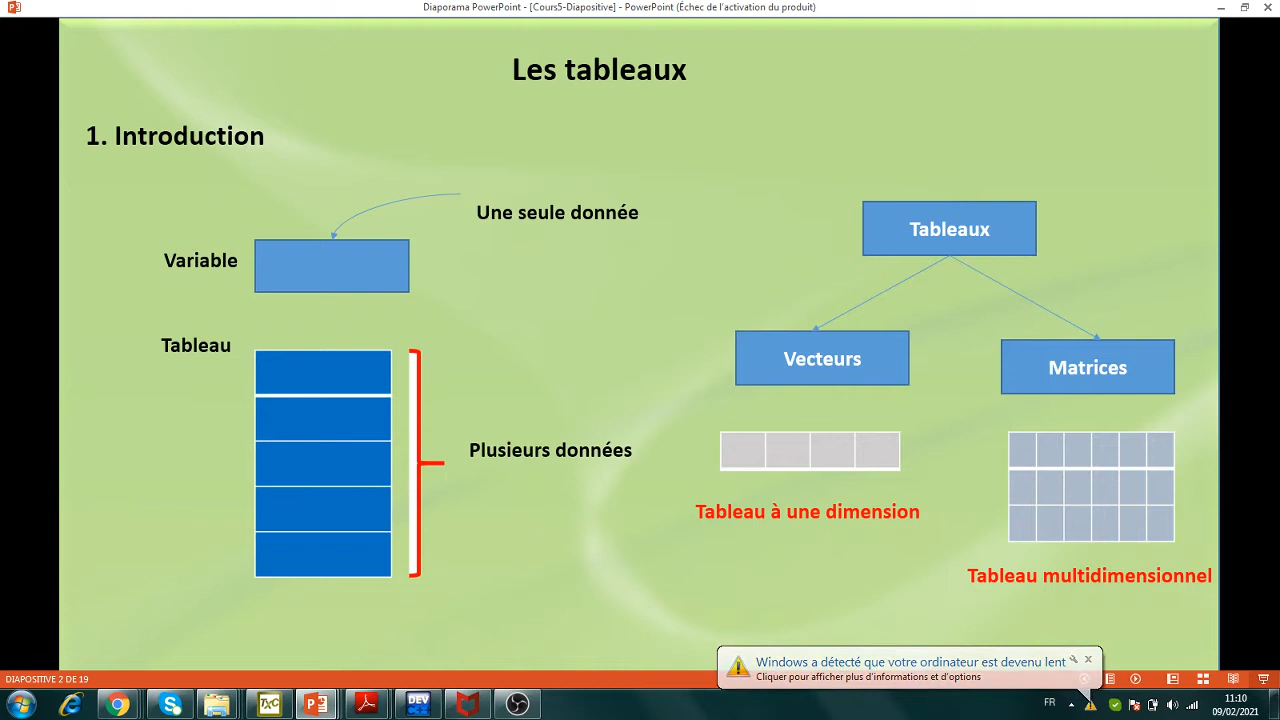 Diaporama PowerPoint - [Cours5-Diapositive] - PowerPoint (Échec de l'activation du produit)
Les tableaux
1. Introduction
Une seule donnée
Variable
Tableau
Plusieurs données
Tableaux
Vecteurs
Matrices
Tableau à une dimension
Tableau multidimensionnel
Windows a détecté que votre ordinateur est devenu lent
Cliquer pour afficher plus d'informations et d'options
DIAPOSITIVE 2 DE 19
TXC
DEV
FR
11:10
09/02/2021